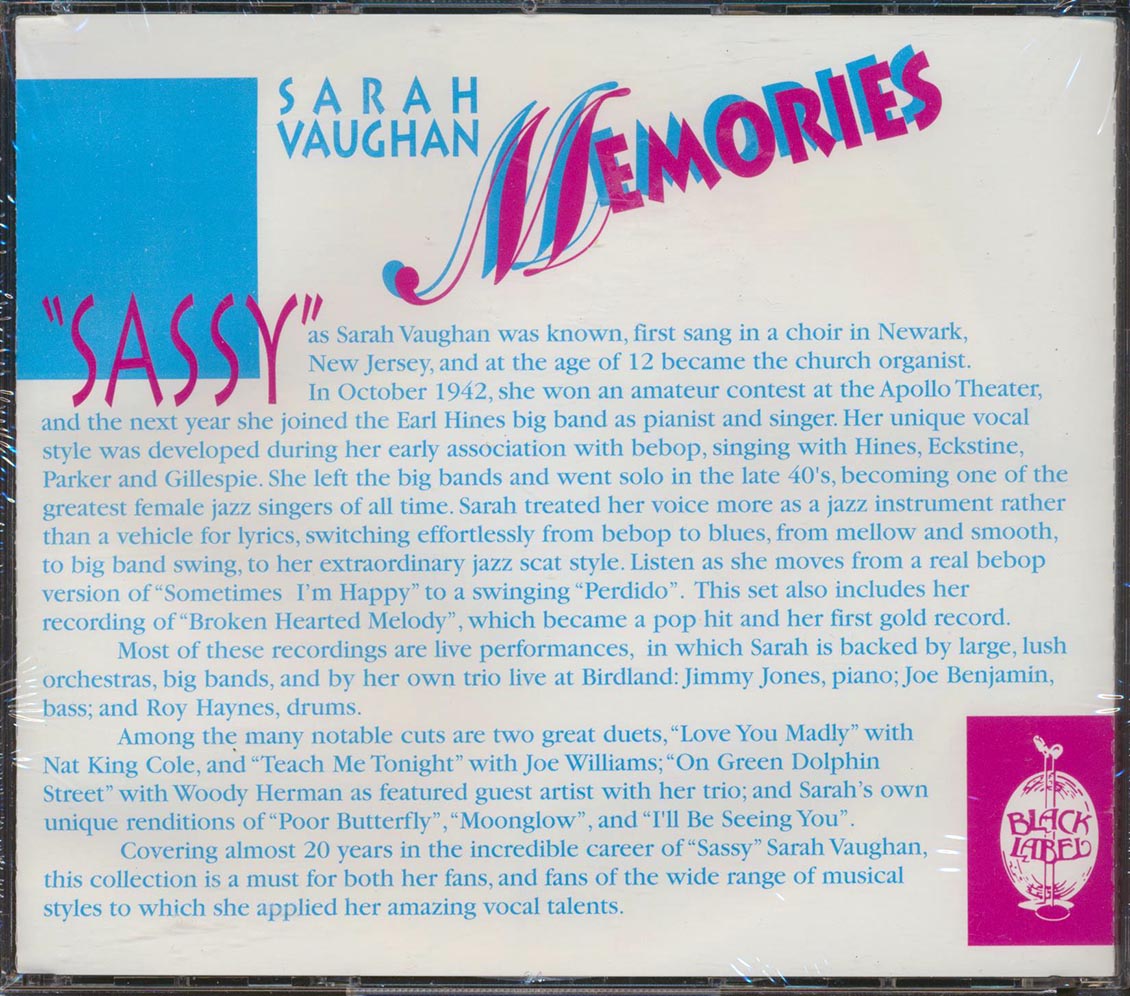 SARAH
VAUGHAN
MEMORIES
"SASSY"
as Sarah Vaughan was known, first sang in a choir in Newark,
New Jersey, and at the age of 12 became the church organist.
In October 1942, she won an amateur contest at the Apollo Theater,
and the next year she joined the Earl Hines big band as pianist and singer. Her unique vocal
style was developed during her early association with bebop, singing with Hines, Eckstine,
Parker and Gillespie. She left the big bands and went solo in the late 40's, becoming one of the
greatest female jazz singers of all time. Sarah treated her voice more as a jazz instrument rather
than a vehicle for lyrics, switching effortlessly from bebop to blues, from mellow and smooth,
to big band swing, to her extraordinary jazz scat style. Listen as she moves from a real bebop
version of “Sometimes I'm Happy” to a swinging “Perdido”. This set also includes her
recording of “Broken Hearted Melody”, which became a pop hit and her first gold record.
Most of these recordings are live performances, in which Sarah is backed by large, lush
orchestras, big bands, and by her own trio live at Birdland: Jimmy Jones, piano; Joe Benjamin,
bass; and Roy Haynes, drums.
Among the many notable cuts are two great duets, “Love You Madly” with
Nat King Cole, and “Teach Me Tonight” with Joe Williams; “On Green Dolphin
Street” with Woody Herman as featured guest artist with her trio; and Sarah's own
unique renditions of “Poor Butterfly”, “Moonglow”, and “I'll Be Seeing You”.
Covering almost 20 years in the incredible career of “Sassy” Sarah Vaughan,
this collection is a must for both her fans, and fans of the wide range of musical
styles to which she applied her amazing vocal talents.
BLACK
LABEL